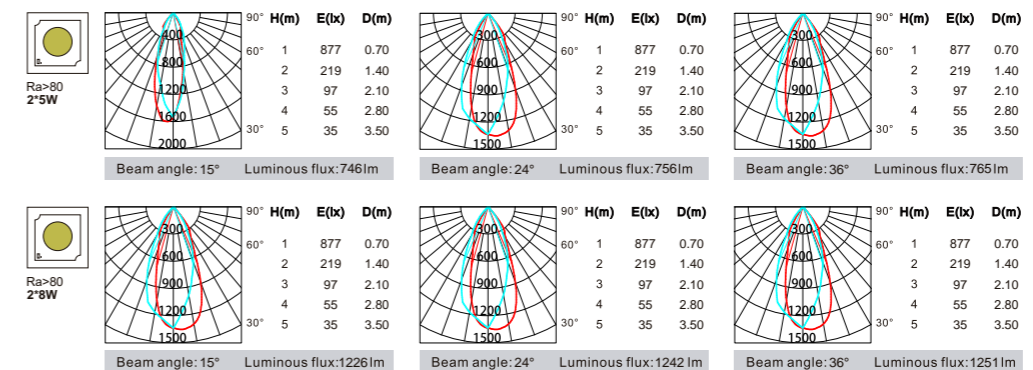 90° H(m) E(lx) D(m)
400
60° 1 877 0.70
800
2 219 1.40
1200
3 97 2.10
1600
4 55 2.80
30° 5 35 3.50
2000
Ra>80
2*5W
Beam angle:15° Luminous flux:746lm
90° H(m) E(lx) D(m)
300
60° 1 877 0.70
600
2 219 1.40
900
3 97 2.10
1200
4 55 2.80
30° 5 35 3.50
1500
Beam angle:24° Luminous flux:756lm
90° H(m) E(lx) D(m)
300
60° 1 877 0.70
600
2 219 1.40
900
3 97 2.10
1200
4 55 2.80
30° 5 35 3.50
1500
Beam angle:36° Luminous flux:765lm
90° H(m) E(lx) D(m)
300
60° 1 877 0.70
600
2 219 1.40
900
3 97 2.10
1200
4 55 2.80
30° 5 35 3.50
1500
Ra>80
2*8W
Beam angle:15° Luminous flux:1226lm
90° H(m) E(lx) D(m)
300
60° 1 877 0.70
600
2 219 1.40
900
3 97 2.10
1200
4 55 2.80
30° 5 35 3.50
1500
Beam angle:24° Luminous flux:1242lm
90° H(m) E(lx) D(m)
300
60° 1 877 0.70
600
2 219 1.40
900
3 97 2.10
1200
4 55 2.80
30° 5 35 3.50
1500
Beam angle:36° Luminous flux:1251lm